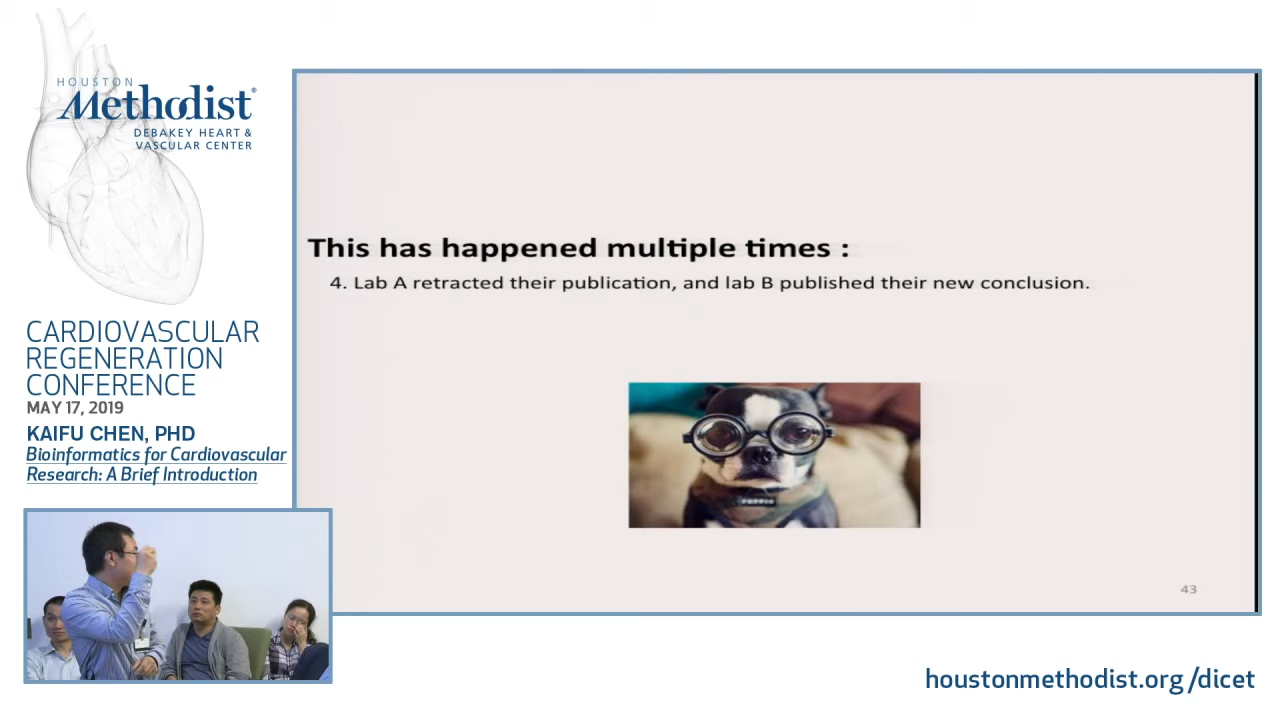 HOUSTON
Methodist®
DEBAKEY HEART &
VASCULAR CENTER
CARDIOVASCULAR
REGENERATION
CONFERENCE
MAY 17, 2019
KAIFU CHEN, PHD
Bioinformatics for Cardiovascular
Research: A Brief Introduction
This has happened multiple times :
4. Lab A retracted their publication, and lab B published their new conclusion.
43
houstonmethodist.org/dicet